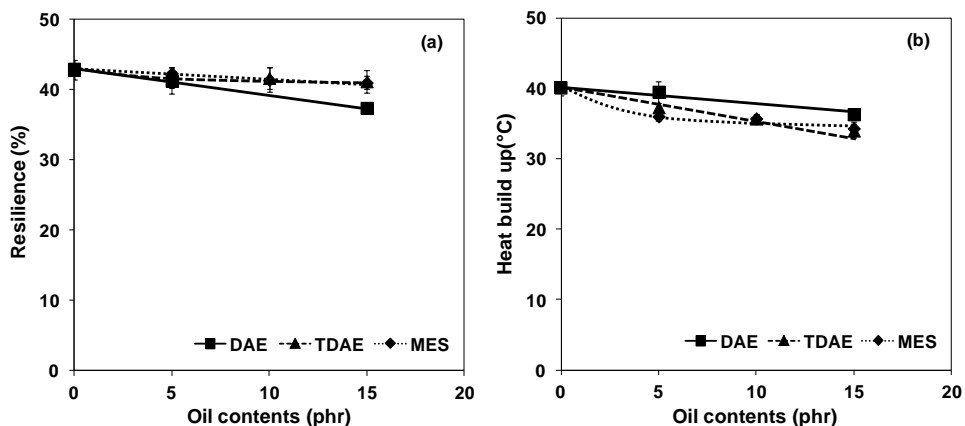 (a)
50
40
30
20
10
0
Resilience (%)
DAE TDAE MES
0 5 10 15 20
Oil contents (phr)
(b)
50
40
30
20
10
0
Heat build up(°C)
DAE TDAE MES
0 5 10 15 20
Oil contents (phr)